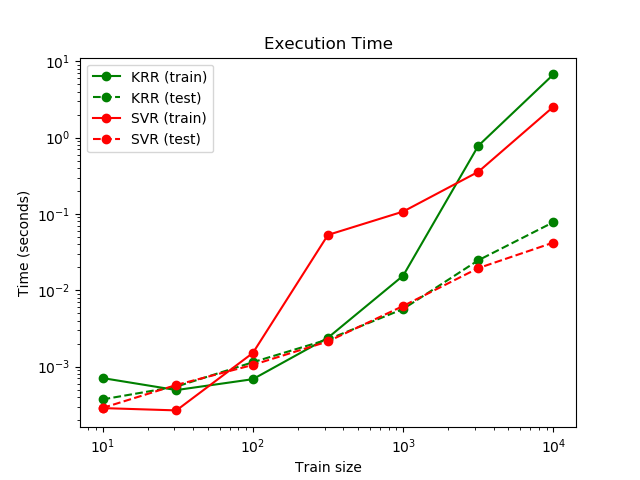 Execution Time
KRR (train)
KRR (test)
SVR (train)
SVR (test)
Time (seconds)
10¹
10⁰
10⁻¹
10⁻²
10⁻³
10¹ 10² 10³ 10⁴
Train size